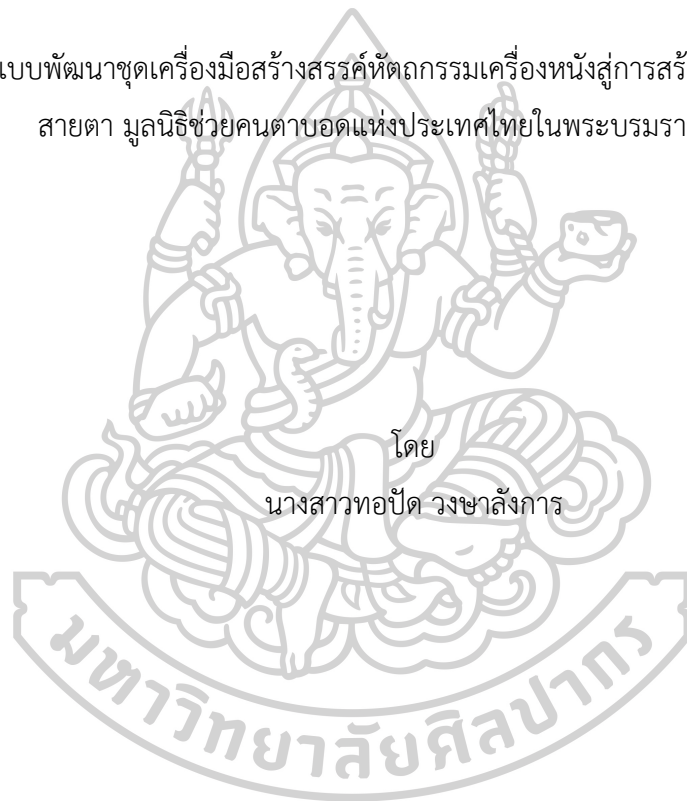 แบบพัฒนาชุดเครื่องมือสร้างสรรค์หัตถกรรมเครื่องหนังสู่การสร้
สายตา มูลนิธิช่วยคนตาบอดแห่งประเทศไทยในพระบรมรา
โดย
นางสาวทอปัด วงษาลังการ
มหาวิทยาลัยศิลปากร